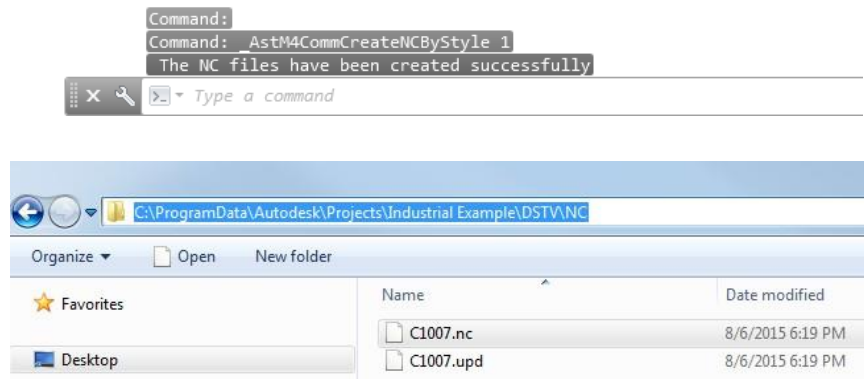 Command:
Command: _AstM4CommCreateNCByStyle 1
The NC files have been created successfully
Type a command
C:\ProgramData\Autodesk\Projects\Industrial Example\DSTV\NC
Organize Open New folder
Favorites
Desktop
Name Date modified
C1007.nc 8/6/2015 6:19 PM
C1007.upd 8/6/2015 6:19 PM